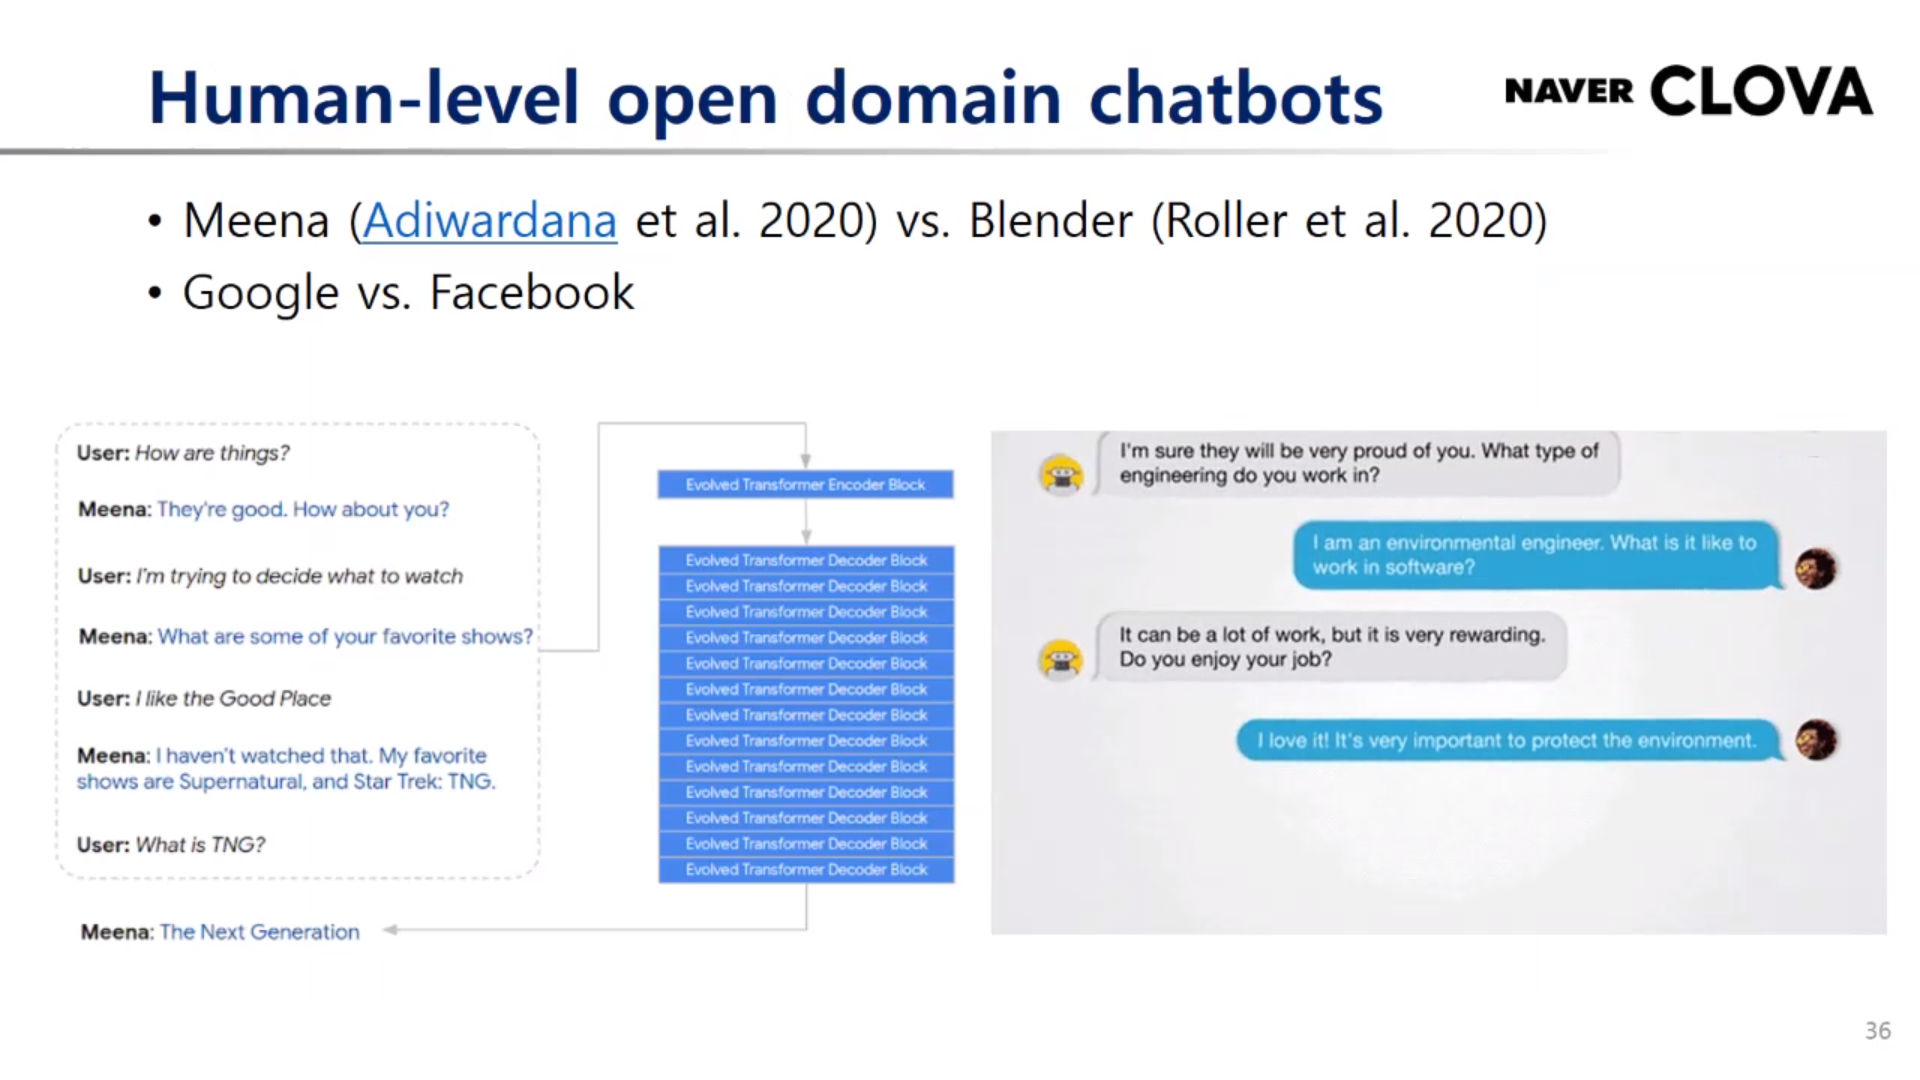 Human-level open domain chatbots
NAVER CLOVA
• Meena (Adiwardana et al. 2020) vs. Blender (Roller et al. 2020)
• Google vs. Facebook
User: How are things?
Meena: They're good. How about you?
User: I'm trying to decide what to watch
Meena: What are some of your favorite shows?
User: I like the Good Place
Meena: I haven't watched that. My favorite
shows are Supernatural, and Star Trek: TNG.
User: What is TNG?
Meena: The Next Generation
Evolved Transformer Encoder Block
Evolved Transformer Decoder Block
Evolved Transformer Decoder Block
Evolved Transformer Decoder Block
Evolved Transformer Decoder Block
Evolved Transformer Decoder Block
Evolved Transformer Decoder Block
Evolved Transformer Decoder Block
Evolved Transformer Decoder Block
Evolved Transformer Decoder Block
Evolved Transformer Decoder Block
Evolved Transformer Decoder Block
Evolved Transformer Decoder Block
Evolved Transformer Decoder Block
I'm sure they will be very proud of you. What type of
engineering do you work in?
I am an environmental engineer. What is it like to
work in software?
It can be a lot of work, but it is very rewarding.
Do you enjoy your job?
I love it! It's very important to protect the environment.
36